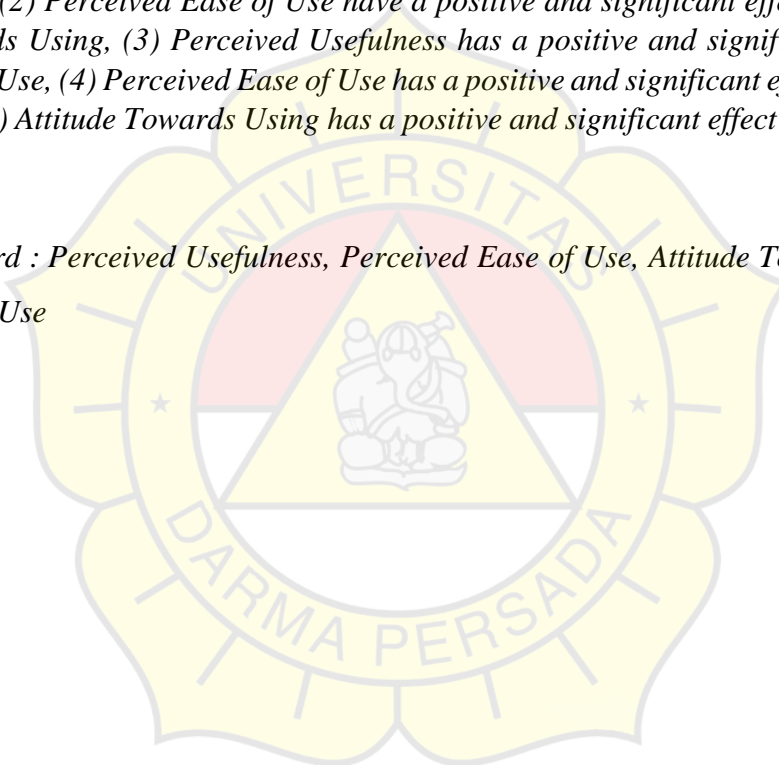 (2) Perceived Ease of Use have a positive and significant effe
ds Using, (3) Perceived Usefulness has a positive and signif
Use, (4) Perceived Ease of Use has a positive and significant e
) Attitude Towards Using has a positive and significant effect
UNIVERSITAS
rd : Perceived Usefulness, Perceived Ease of Use, Attitude T
Use
DARMA PERSADA